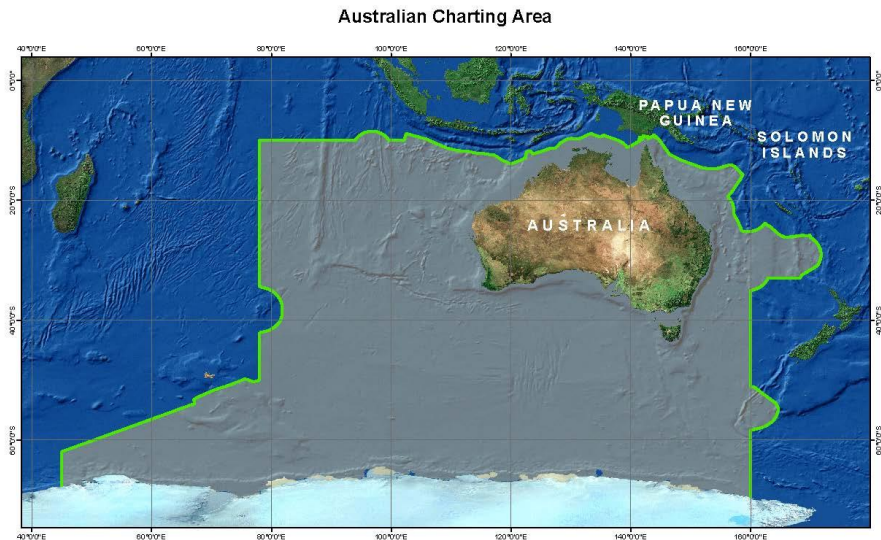 Australian Charting Area
40°0'0"E 60°0'0"E 80°0'0"E 100°0'0"E 120°0'0"E 140°0'0"E 160°0'0"E
0°0'0" 0°0'0"
PAPUA NEW
GUINEA
SOLOMON
ISLANDS
20°0'0"S 20°0'0"S
AUSTRALIA
40°0'0"S 40°0'0"S
60°0'0"S 60°0'0"S
40°0'0"E 60°0'0"E 80°0'0"E 100°0'0"E 120°0'0"E 140°0'0"E 160°0'0"E